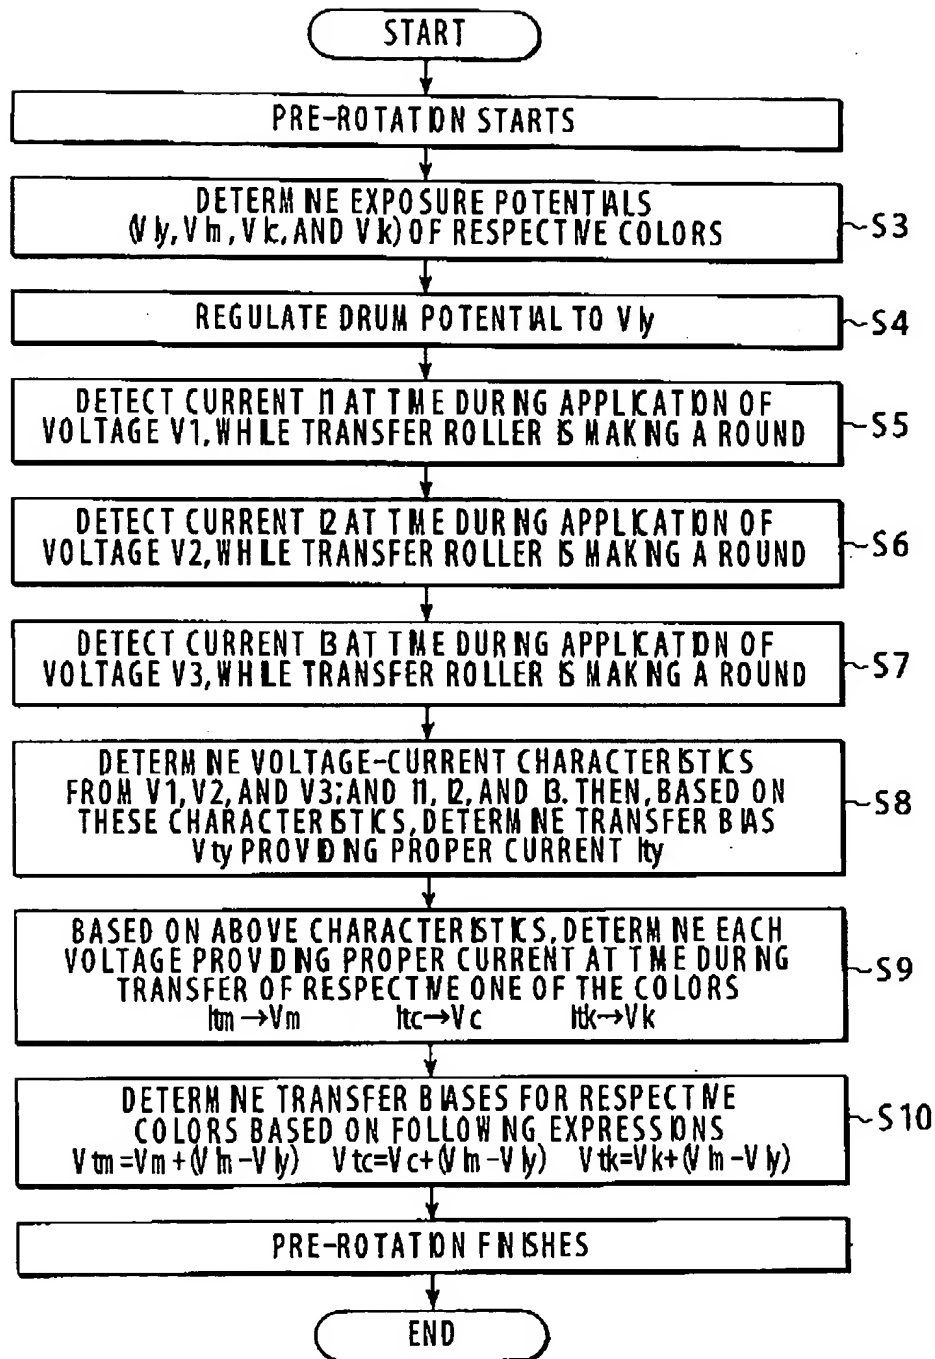 START
PRE-ROTATION STARTS
DETERMINE EXPOSURE POTENTIALS
(Vly, Vlm, Vlc, AND Vlk) OF RESPECTIVE COLORS
S3
REGULATE DRUM POTENTIAL TO Vly
S4
DETECT CURRENT I1 AT TIME DURING APPLICATION OF
VOLTAGE V1, WHILE TRANSFER ROLLER IS MAKING A ROUND
S5
DETECT CURRENT I2 AT TIME DURING APPLICATION OF
VOLTAGE V2, WHILE TRANSFER ROLLER IS MAKING A ROUND
S6
DETECT CURRENT I3 AT TIME DURING APPLICATION OF
VOLTAGE V3, WHILE TRANSFER ROLLER IS MAKING A ROUND
S7
DETERMINE VOLTAGE-CURRENT CHARACTERISTICS
FROM V1, V2, AND V3; AND I1, I2, AND I3. THEN, BASED ON
THESE CHARACTERISTICS, DETERMINE TRANSFER BIAS
Vty PROVIDING PROPER CURRENT Ity
S8
BASED ON ABOVE CHARACTERISTICS, DETERMINE EACH
VOLTAGE PROVIDING PROPER CURRENT AT TIME DURING
TRANSFER OF RESPECTIVE ONE OF THE COLORS
Itm→Vm Itc→Vc Itk→Vk
S9
DETERMINE TRANSFER BIASES FOR RESPECTIVE
COLORS BASED ON FOLLOWING EXPRESSIONS
Vtm=Vm+(Vlm-Vly) Vtc=Vc+(Vlm-Vly) Vtk=Vk+(Vlm-Vly)
S10
PRE-ROTATION FINISHES
END